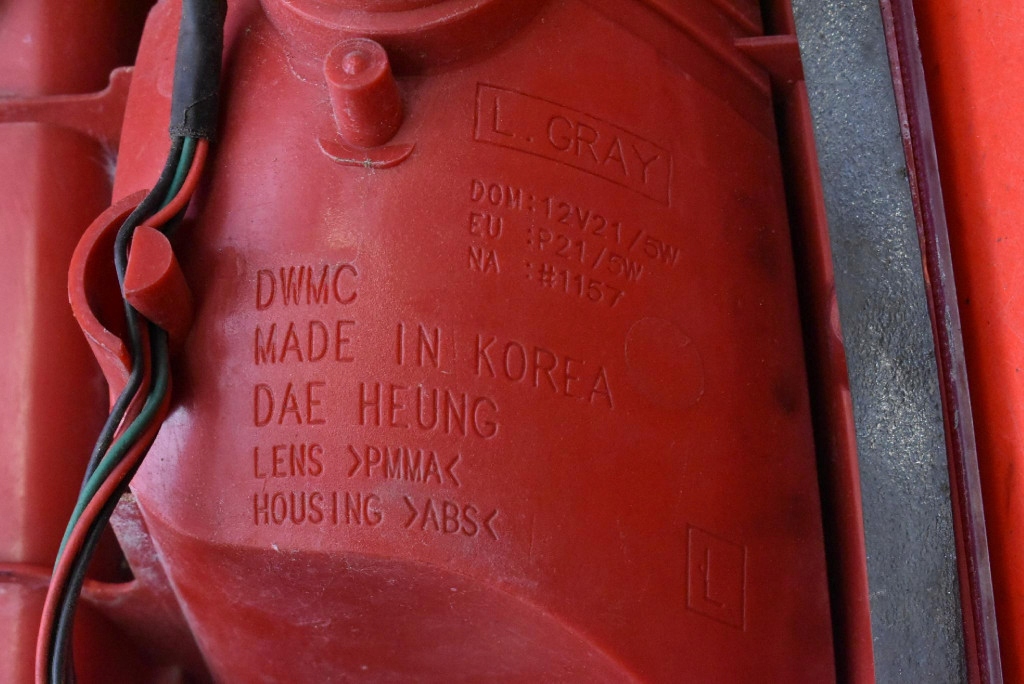 L. GRAY
DOM:12V21/5W
EU :P21/5W
NA :#1157
DWMC
MADE IN KOREA
DAE HEUNG
LENS >PMMA<
HOUSING >ABS<
L